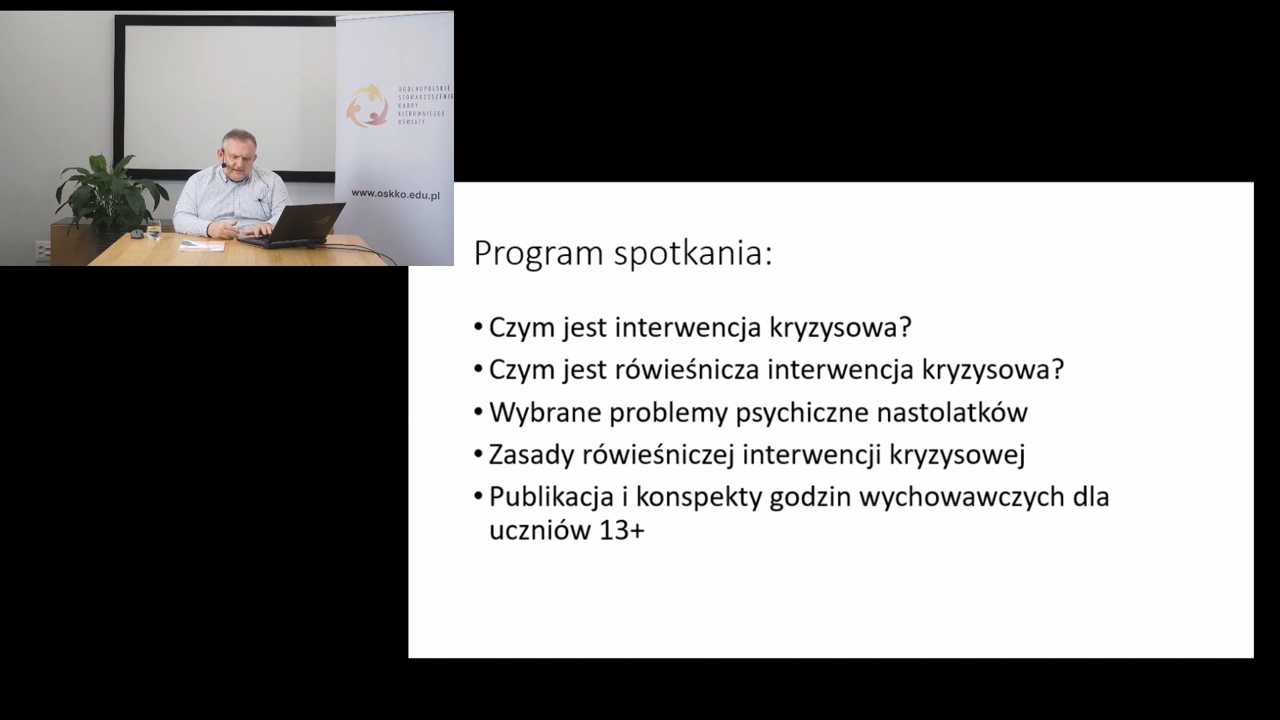 OGÓLNOPOLSKIE
STOWARZYSZENIE
KADRY
KIEROWNICZEJ
OŚWIATY
www.oskko.edu.pl
Program spotkania:
• Czym jest interwencja kryzysowa?
• Czym jest rówieśnicza interwencja kryzysowa?
• Wybrane problemy psychiczne nastolatków
• Zasady rówieśniczej interwencji kryzysowej
• Publikacja i konspekty godzin wychowawczych dla
uczniów 13+